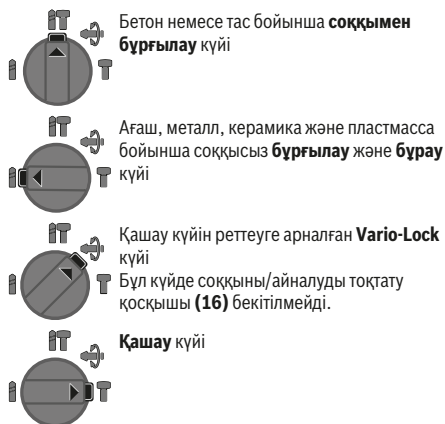 Бетон немесе тас бойынша соққымен
бұрғылау күйі
Ағаш, металл, керамика және пластмасса
бойынша соққысыз бұрғылау және бұрау
күйі
Қашау күйін реттеуге арналған Vario-Lock
күйі
Бұл күйде соққыны/айналуды тоқтату
қосқышы (16) бекітілмейді.
Қашау күйі